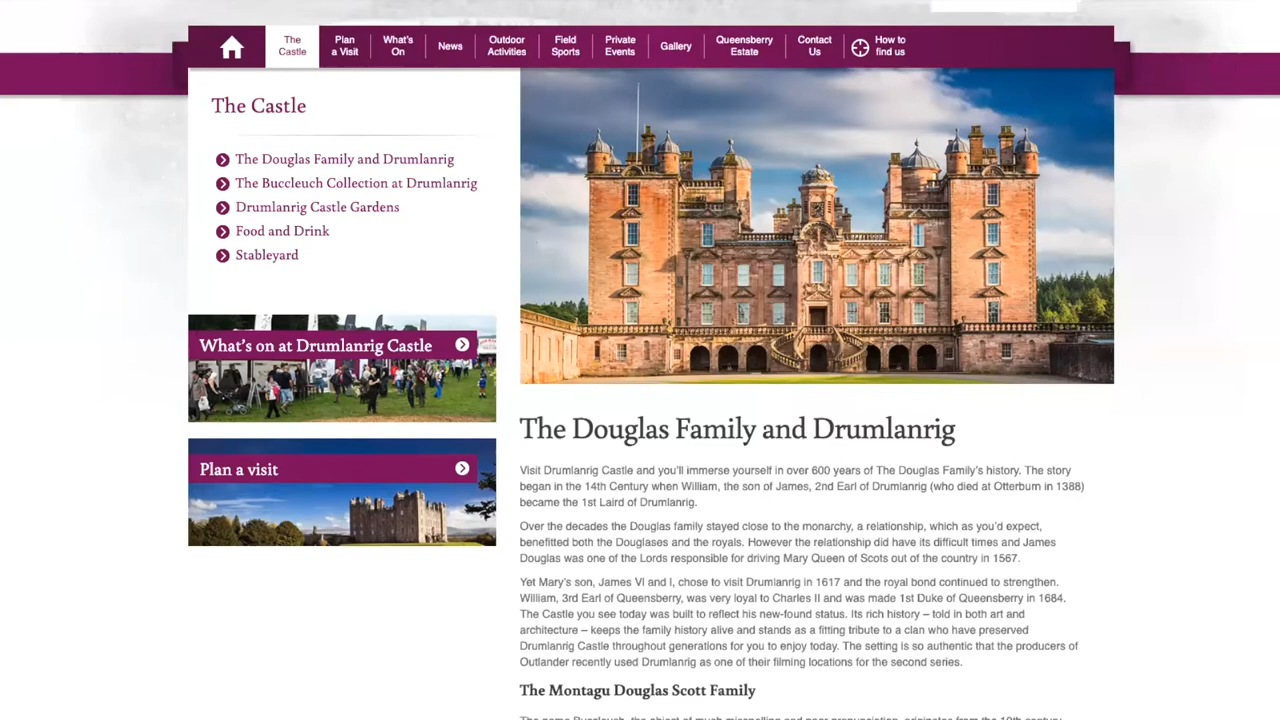 The
Castle
Plan
a Visit
What's
On
News
Outdoor
Activities
Field
Sports
Private
Events
Gallery
Queensberry
Estate
Contact
Us
How to
find us
The Castle
The Douglas Family and Drumlanrig
The Buccleuch Collection at Drumlanrig
Drumlanrig Castle Gardens
Food and Drink
Stableyard
What's on at Drumlanrig Castle
Plan a visit
The Douglas Family and Drumlanrig
Visit Drumlanrig Castle and you'll immerse yourself in over 600 years of The Douglas Family's history. The story
began in the 14th Century when William, the son of James, 2nd Earl of Drumlanrig (who died at Otterburn in 1388)
became the 1st Laird of Drumlanrig.
Over the decades the Douglas family stayed close to the monarchy, a relationship, which as you'd expect,
benefitted both the Douglases and the royals. However the relationship did have its difficult times and James
Douglas was one of the Lords responsible for driving Mary Queen of Scots out of the country in 1567.
Yet Mary's son, James VI and I, chose to visit Drumlanrig in 1617 and the royal bond continued to strengthen.
William, 3rd Earl of Queensberry, was very loyal to Charles II and was made 1st Duke of Queensberry in 1684.
The Castle you see today was built to reflect his new-found status. Its rich history – told in both art and
architecture – keeps the family history alive and stands as a fitting tribute to a clan who have preserved
Drumlanrig Castle throughout generations for you to enjoy today. The setting is so authentic that the producers of
Outlander recently used Drumlanrig as one of their filming locations for the second series.
The Montagu Douglas Scott Family